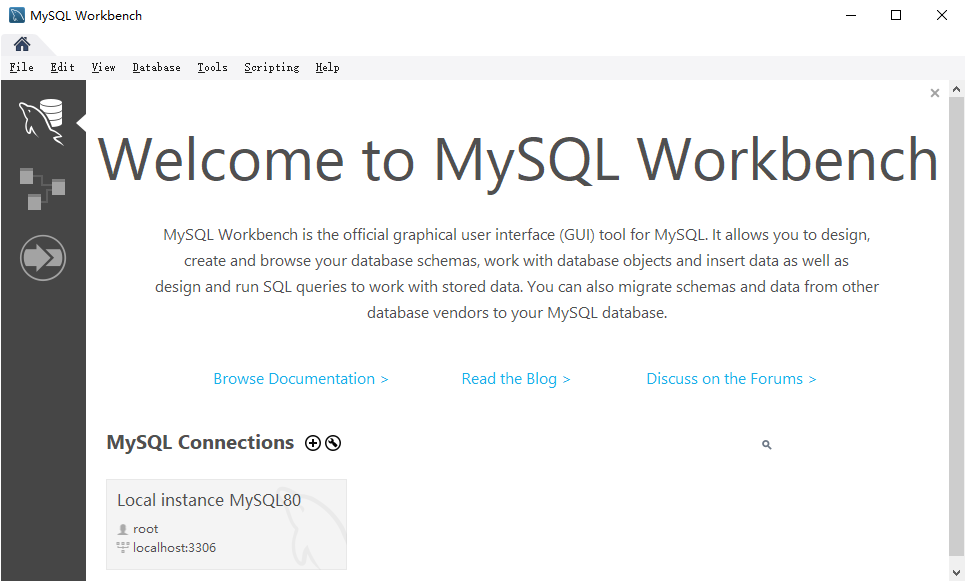 MySQL Workbench
File Edit View Database Tools Scripting Help
Welcome to MySQL Workbench
MySQL Workbench is the official graphical user interface (GUI) tool for MySQL. It allows you to design,
create and browse your database schemas, work with database objects and insert data as well as
design and run SQL queries to work with stored data. You can also migrate schemas and data from other
database vendors to your MySQL database.
Browse Documentation > Read the Blog > Discuss on the Forums >
MySQL Connections
Local instance MySQL80
root
localhost:3306